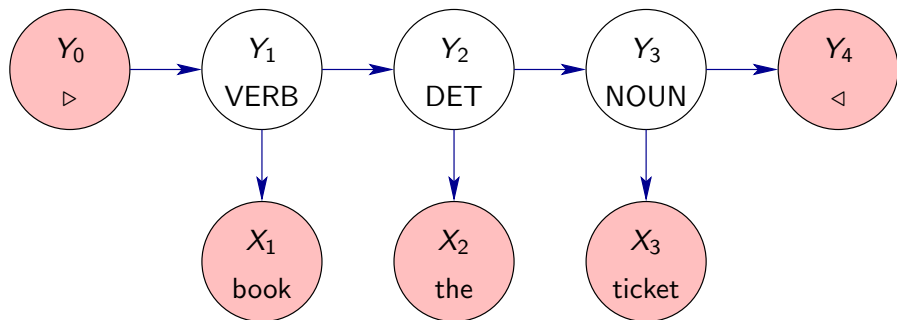 Y₀ Y₁ Y₂ Y₃ Y₄
▷ VERB DET NOUN ◁
X₁ X₂ X₃
book the ticket